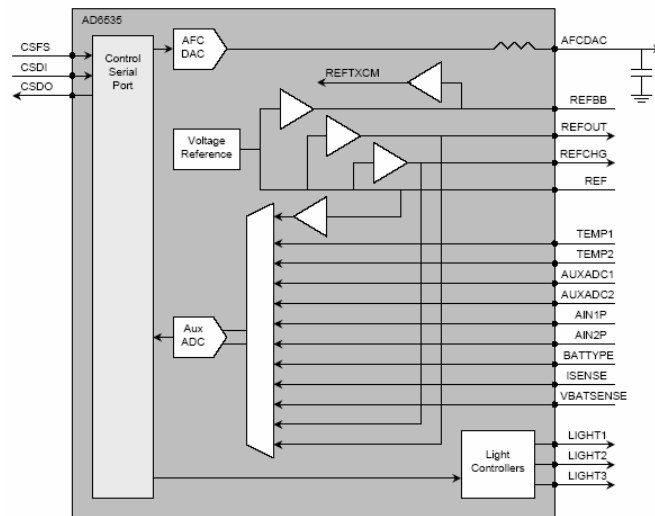 AD6535
CSFS
CSDI
CSDO
Control
Serial
Port
AFC
DAC
AFCDAC
REFTXCM
REFBB
REFOUT
REFCHG
REF
Voltage
Reference
TEMP1
TEMP2
AUXADC1
AUXADC2
AIN1P
AIN2P
BATTYPE
ISENSE
VBATSENSE
Aux
ADC
Light
Controllers
LIGHT1
LIGHT2
LIGHT3